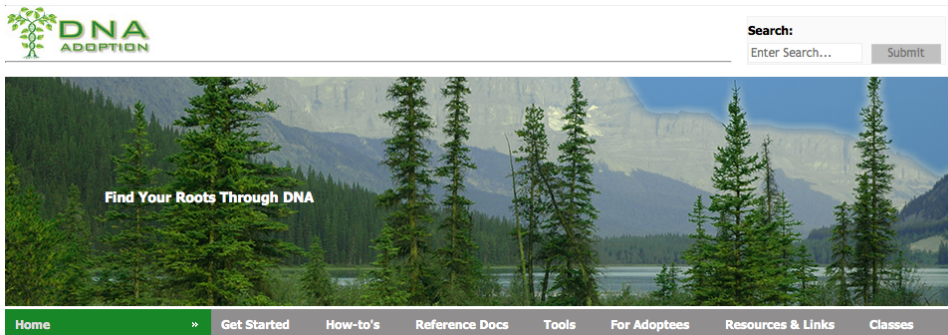 DNA
ADOPTION
Search:
Enter Search...
Submit
Find Your Roots Through DNA
Home » Get Started How-to's Reference Docs Tools For Adoptees Resources & Links Classes